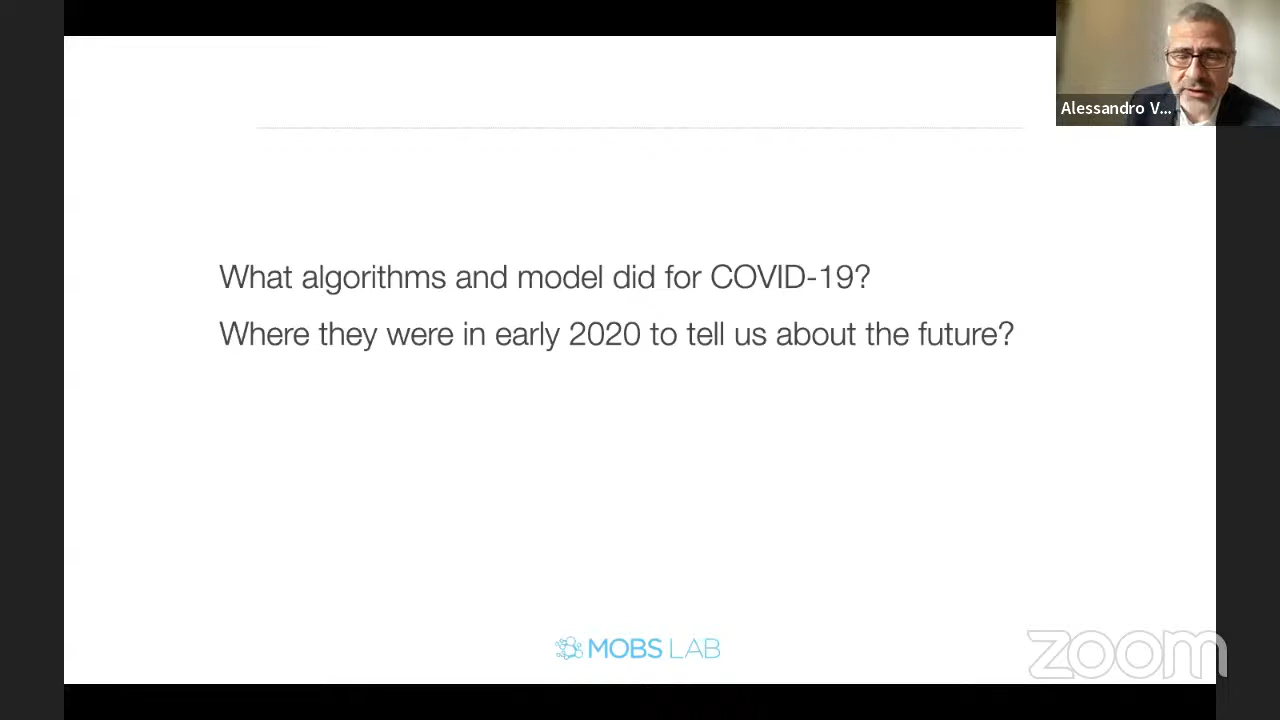 Alessandro V...
What algorithms and model did for COVID-19?
Where they were in early 2020 to tell us about the future?
MOBS LAB
zoom